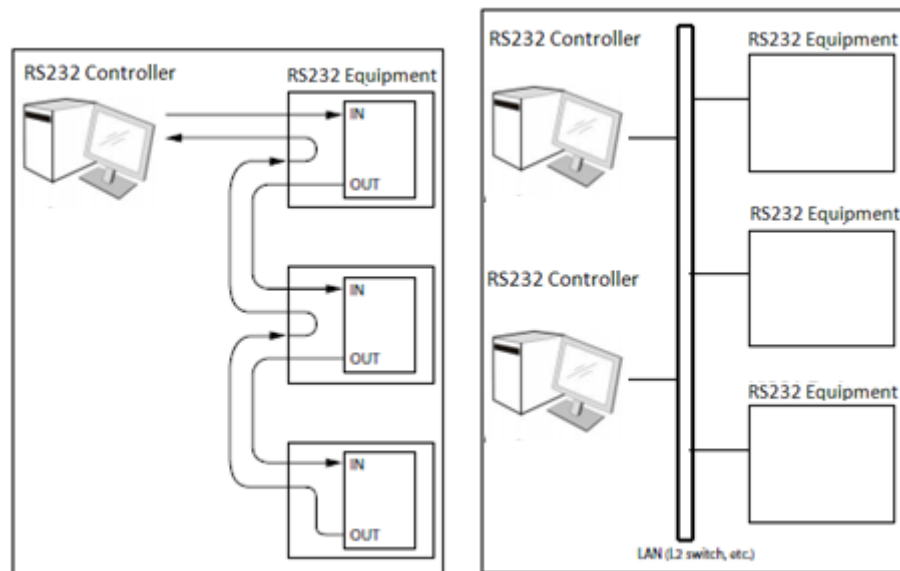 RS232 Controller
RS232 Equipment
IN
OUT
IN
OUT
IN
OUT
RS232 Controller
RS232 Equipment
RS232 Equipment
RS232 Controller
RS232 Equipment
LAN (L2 switch, etc.)